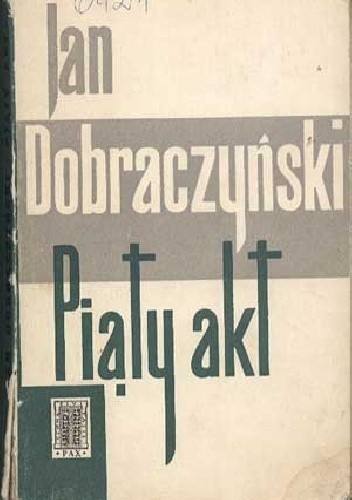 Jan
Dobraczyński
Piąty akt
PAX